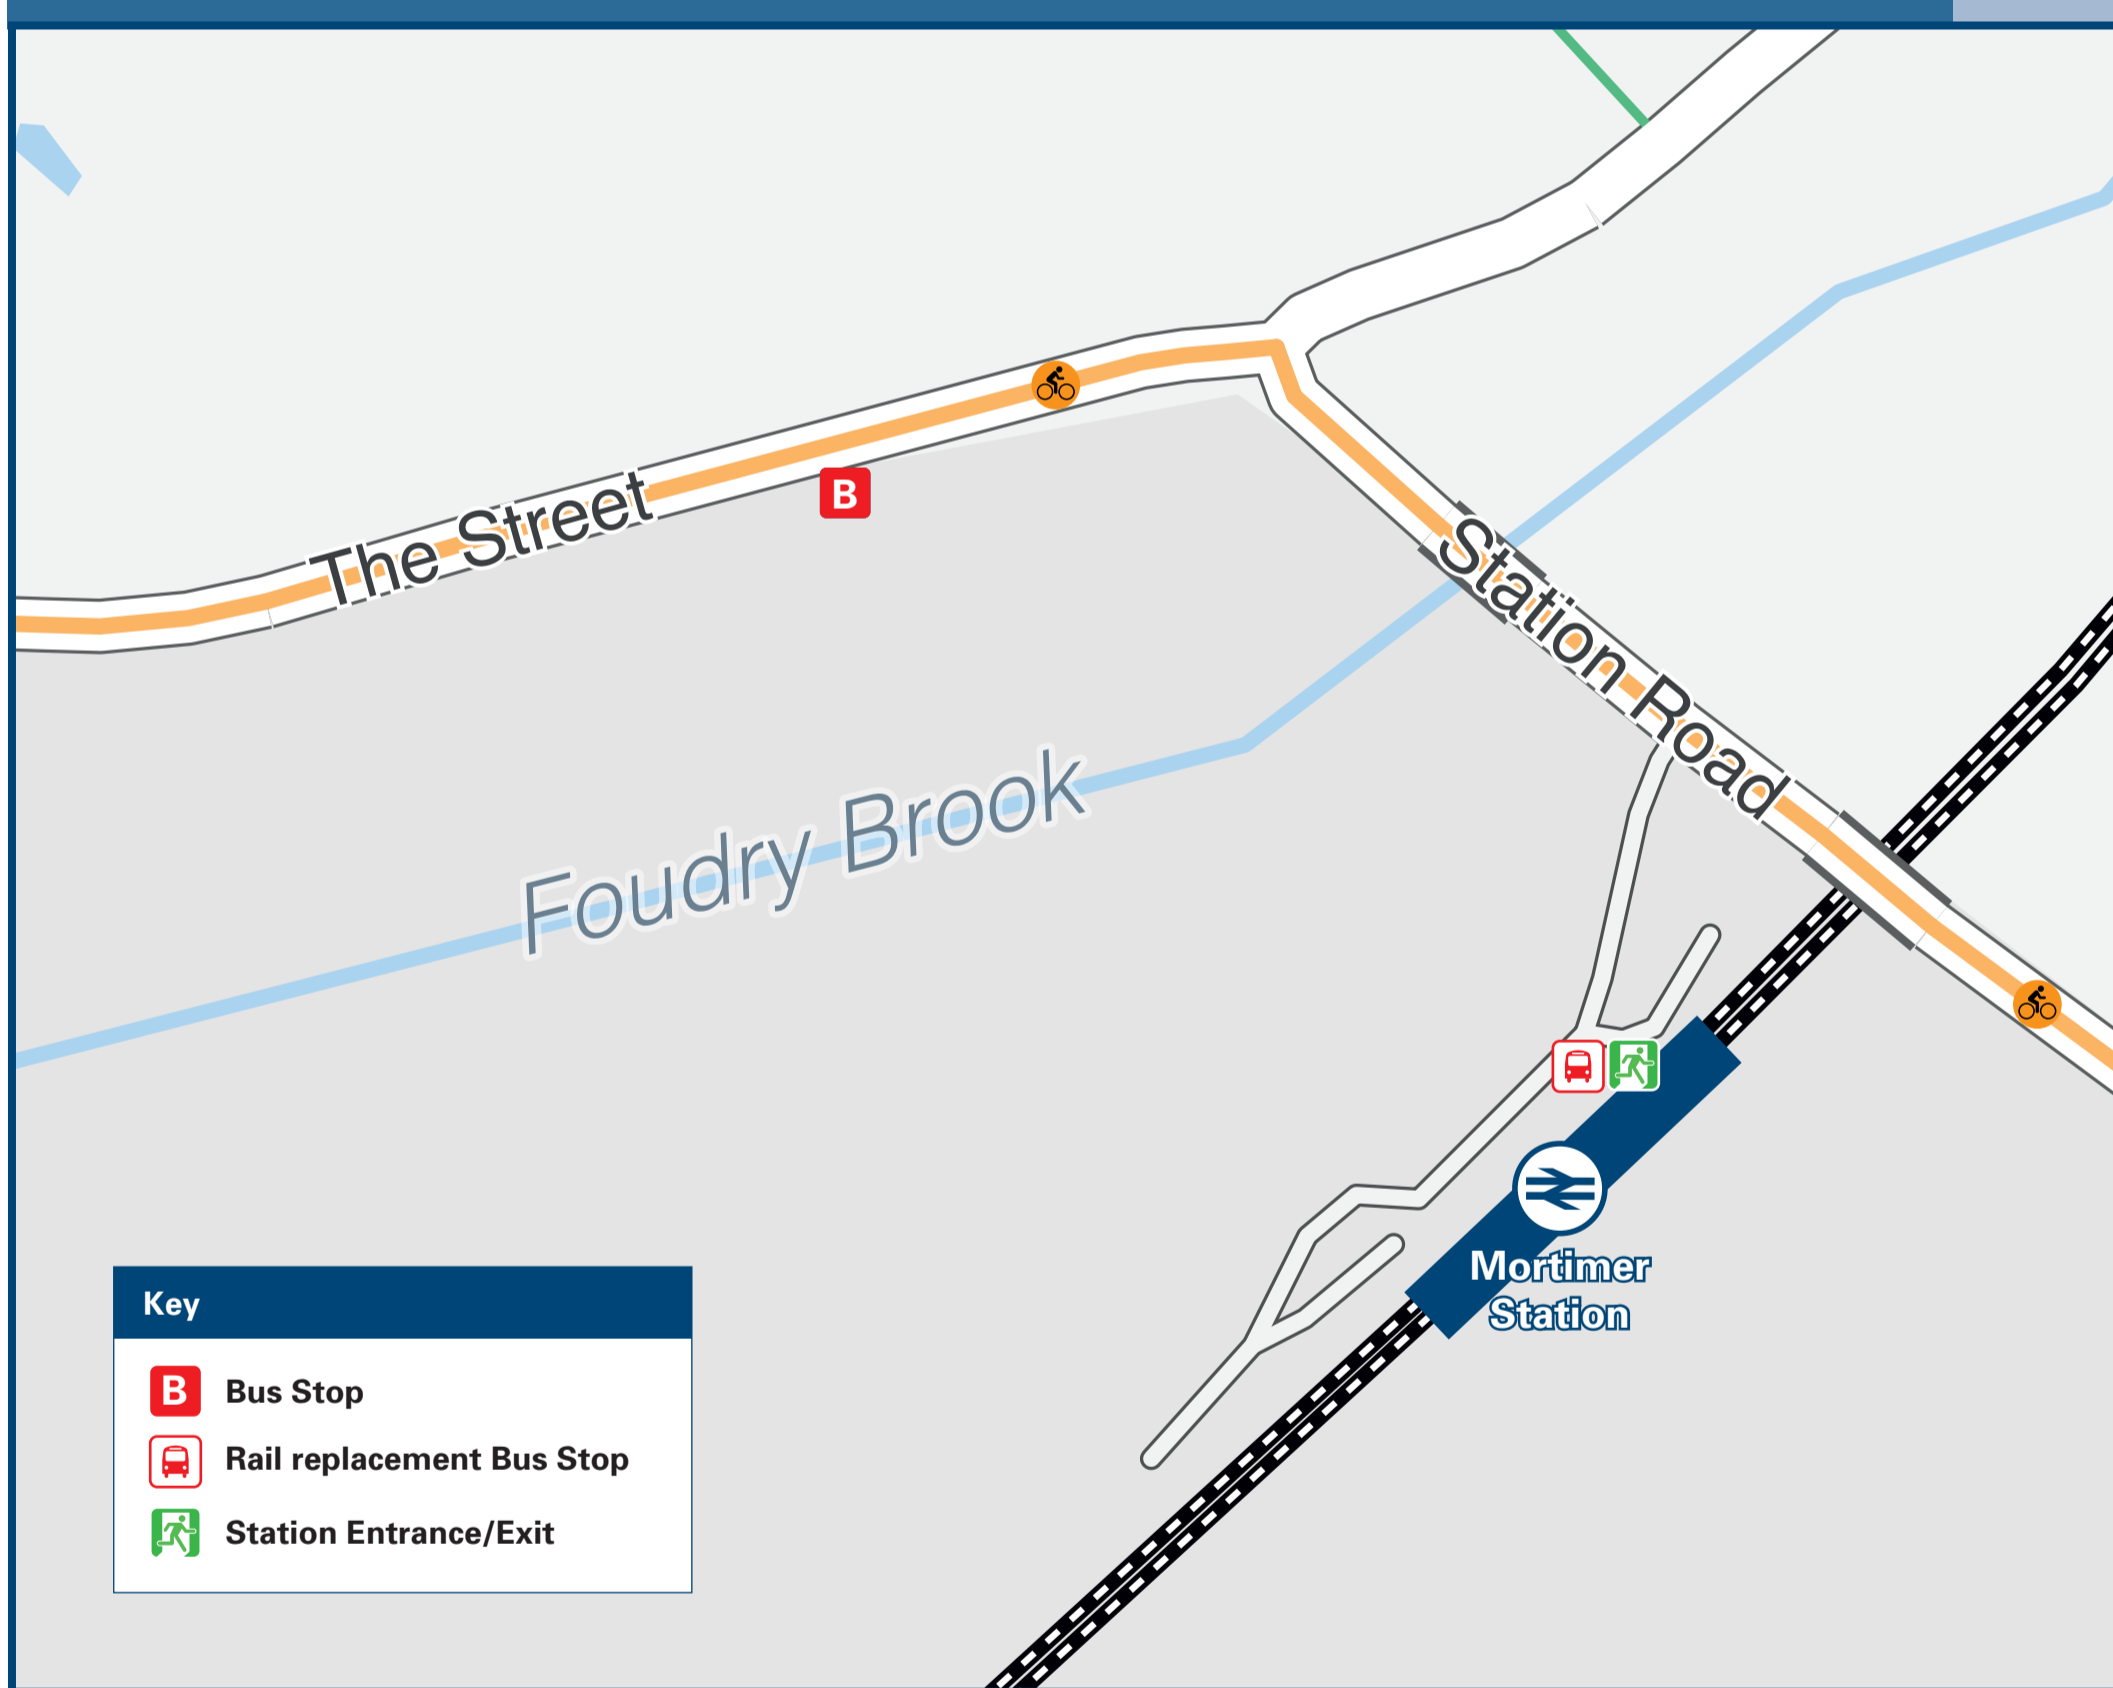 The Street
B
Station Road
Foudry Brook
Mortimer
Station
Key
B Bus Stop
Rail replacement Bus Stop
Station Entrance/Exit